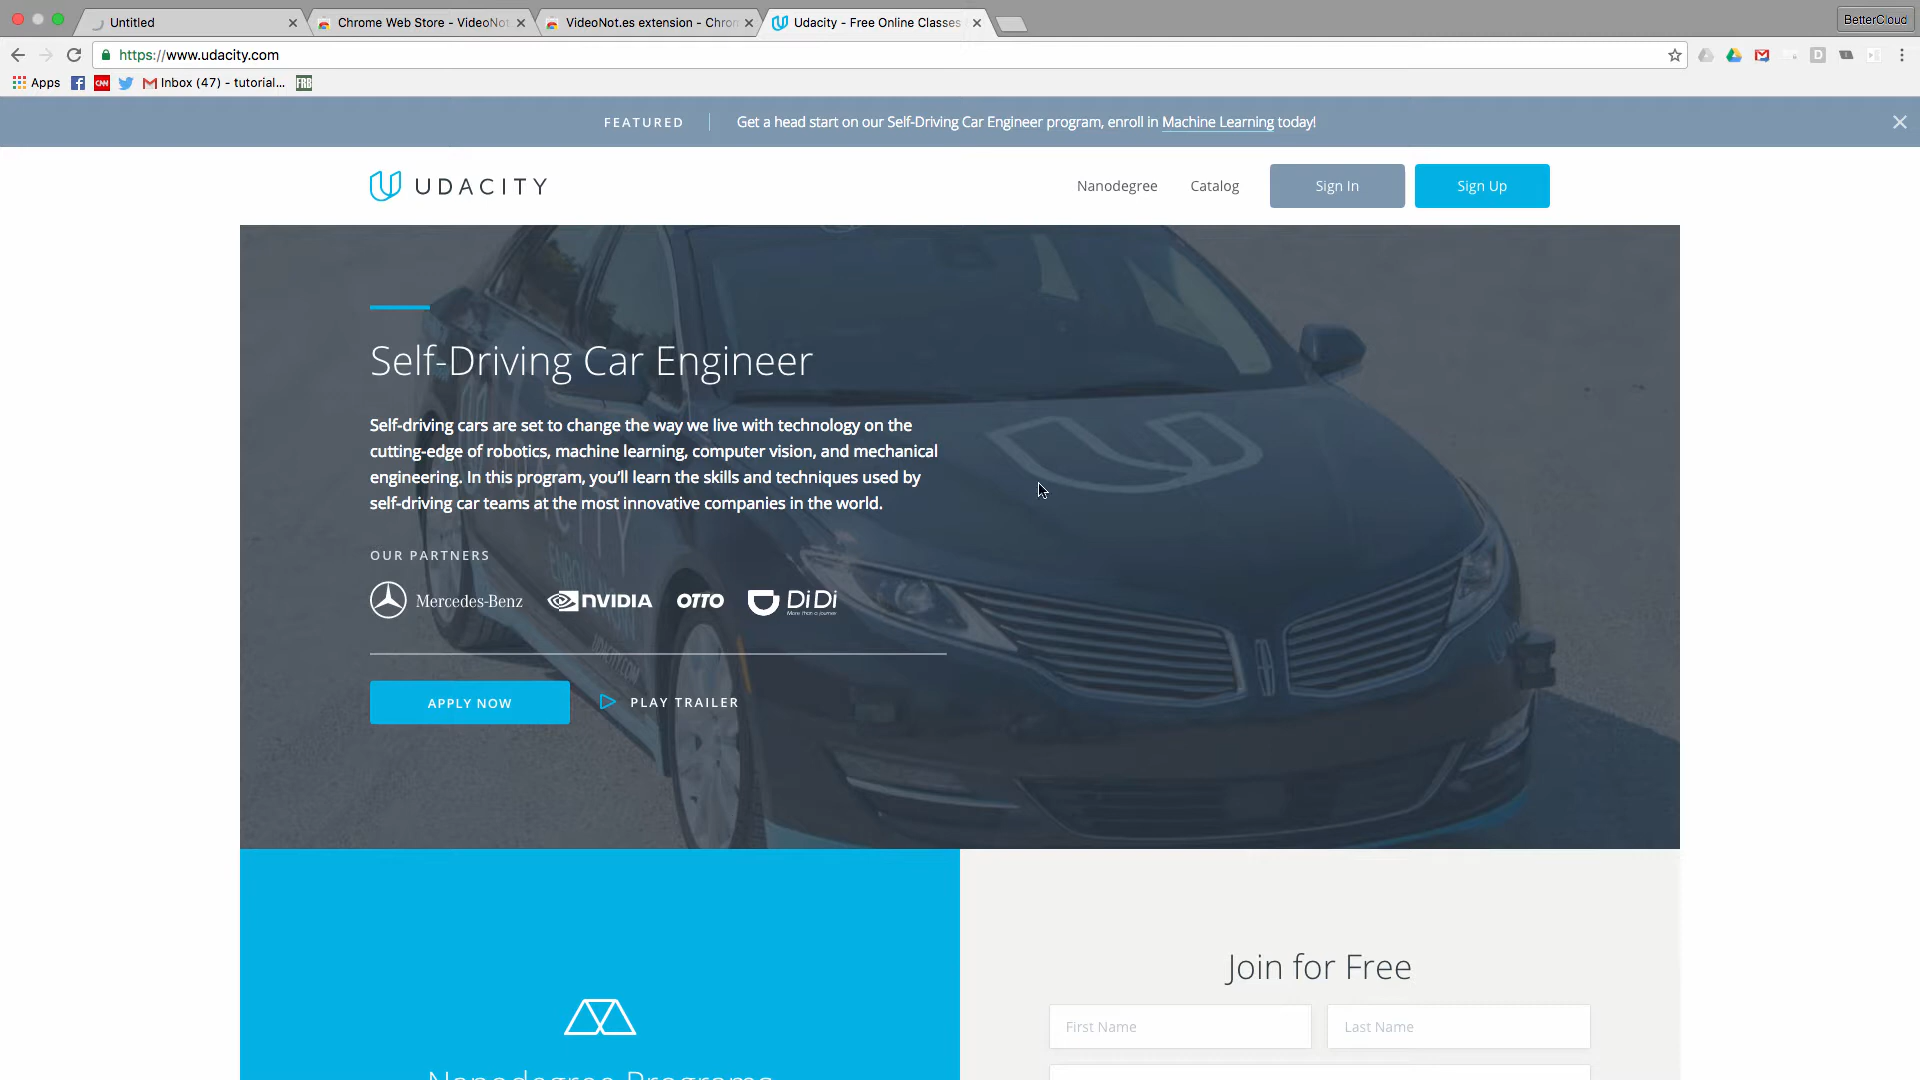 Untitled
Chrome Web Store - VideoNot
VideoNot.es extension - Chrom
Udacity - Free Online Classes
BetterCloud
https://www.udacity.com
Apps
CNN
Inbox (47) - tutorial...
FRB
FEATURED
Get a head start on our Self-Driving Car Engineer program, enroll in Machine Learning today!
UDACITY
Nanodegree
Catalog
Sign In
Sign Up
Self-Driving Car Engineer
Self-driving cars are set to change the way we live with technology on the
cutting-edge of robotics, machine learning, computer vision, and mechanical
engineering. In this program, you’ll learn the skills and techniques used by
self-driving car teams at the most innovative companies in the world.
OUR PARTNERS
Mercedes-Benz
NVIDIA
OTTO
DiDi
More than a journey
APPLY NOW
PLAY TRAILER
Join for Free
First Name
Last Name
Nanodegree Programs